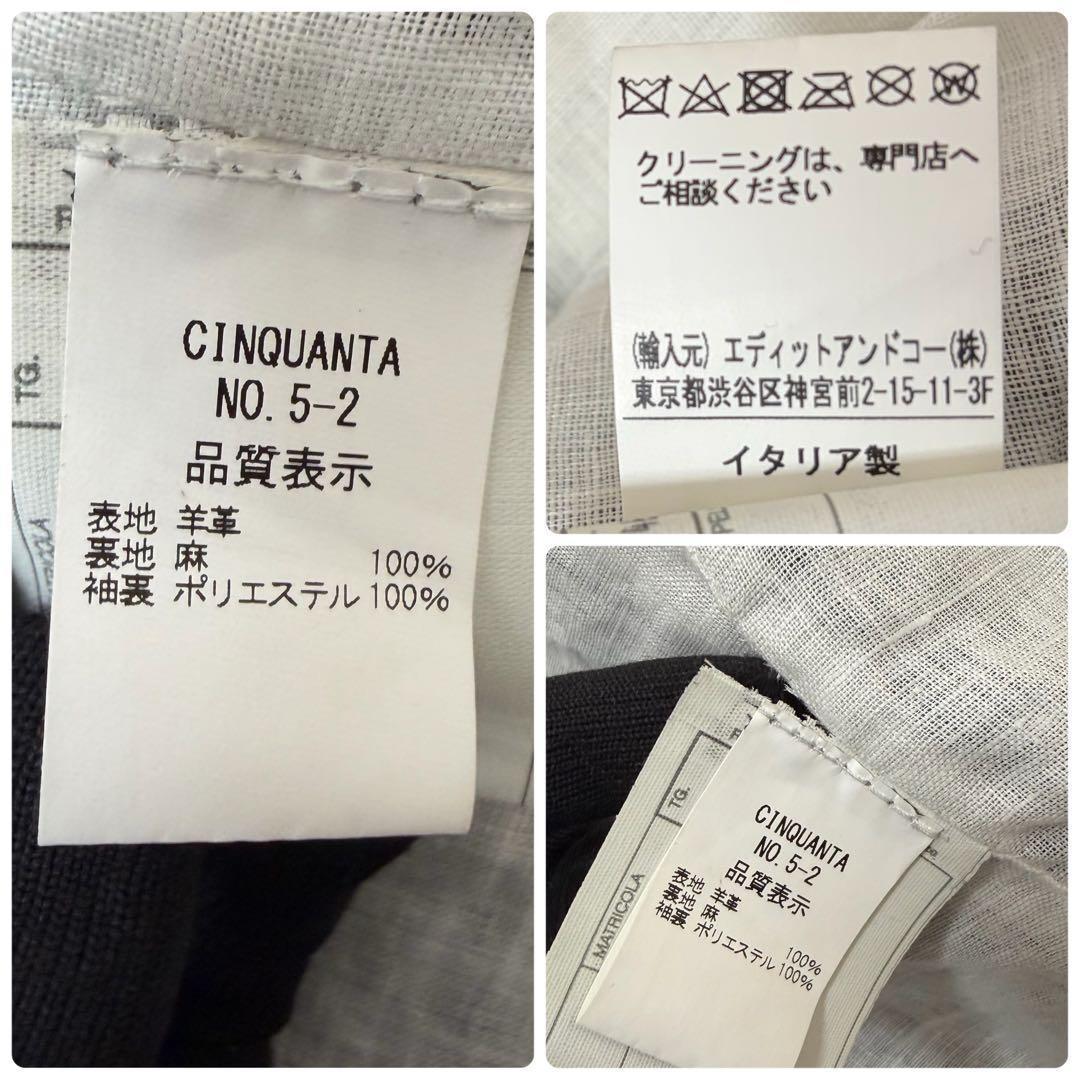 TG.
CINQUANTA
NO. 5-2
品質表示
表地 羊革
裏地 麻 100%
袖裏 ポリエステル 100%
クリーニングは、専門店へ
ご相談ください
(輸入元) エディットアンドコー(株)
東京都渋谷区神宮前2-15-11-3F
イタリア製
TG.
MATRICOLA
CINQUANTA
NO. 5-2
品質表示
表地 羊革
裏地 麻 100%
袖裏 ポリエステル 100%